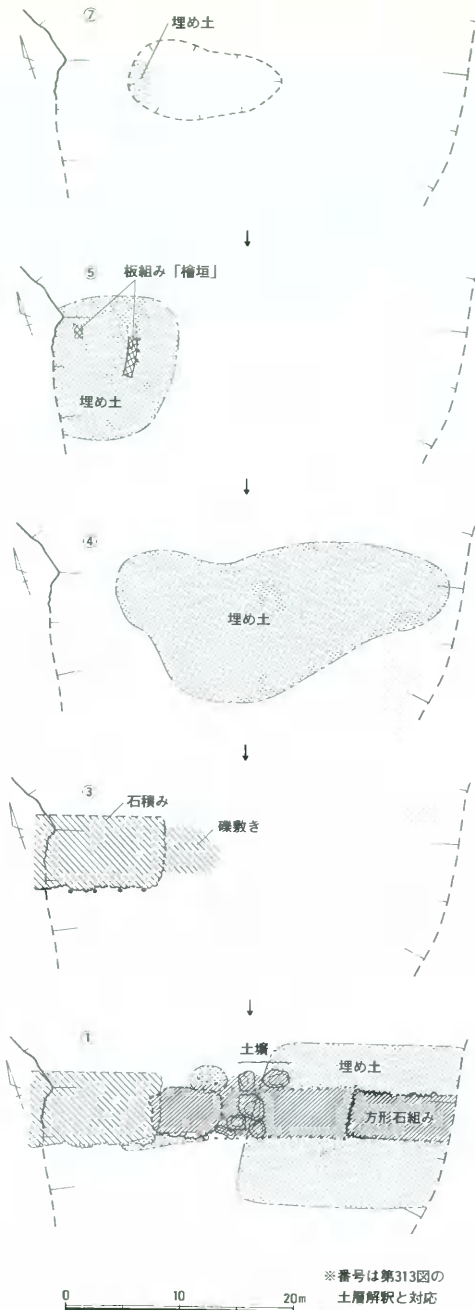 ⑦
埋め土
↓
⑤
板組み「檜垣」
埋め土
↓
④
埋め土
↓
③
石積み
礫敷き
↓
①
土壙
埋め土
方形石組み
※番号は第313図の
土層解釈と対応
0 10 20m